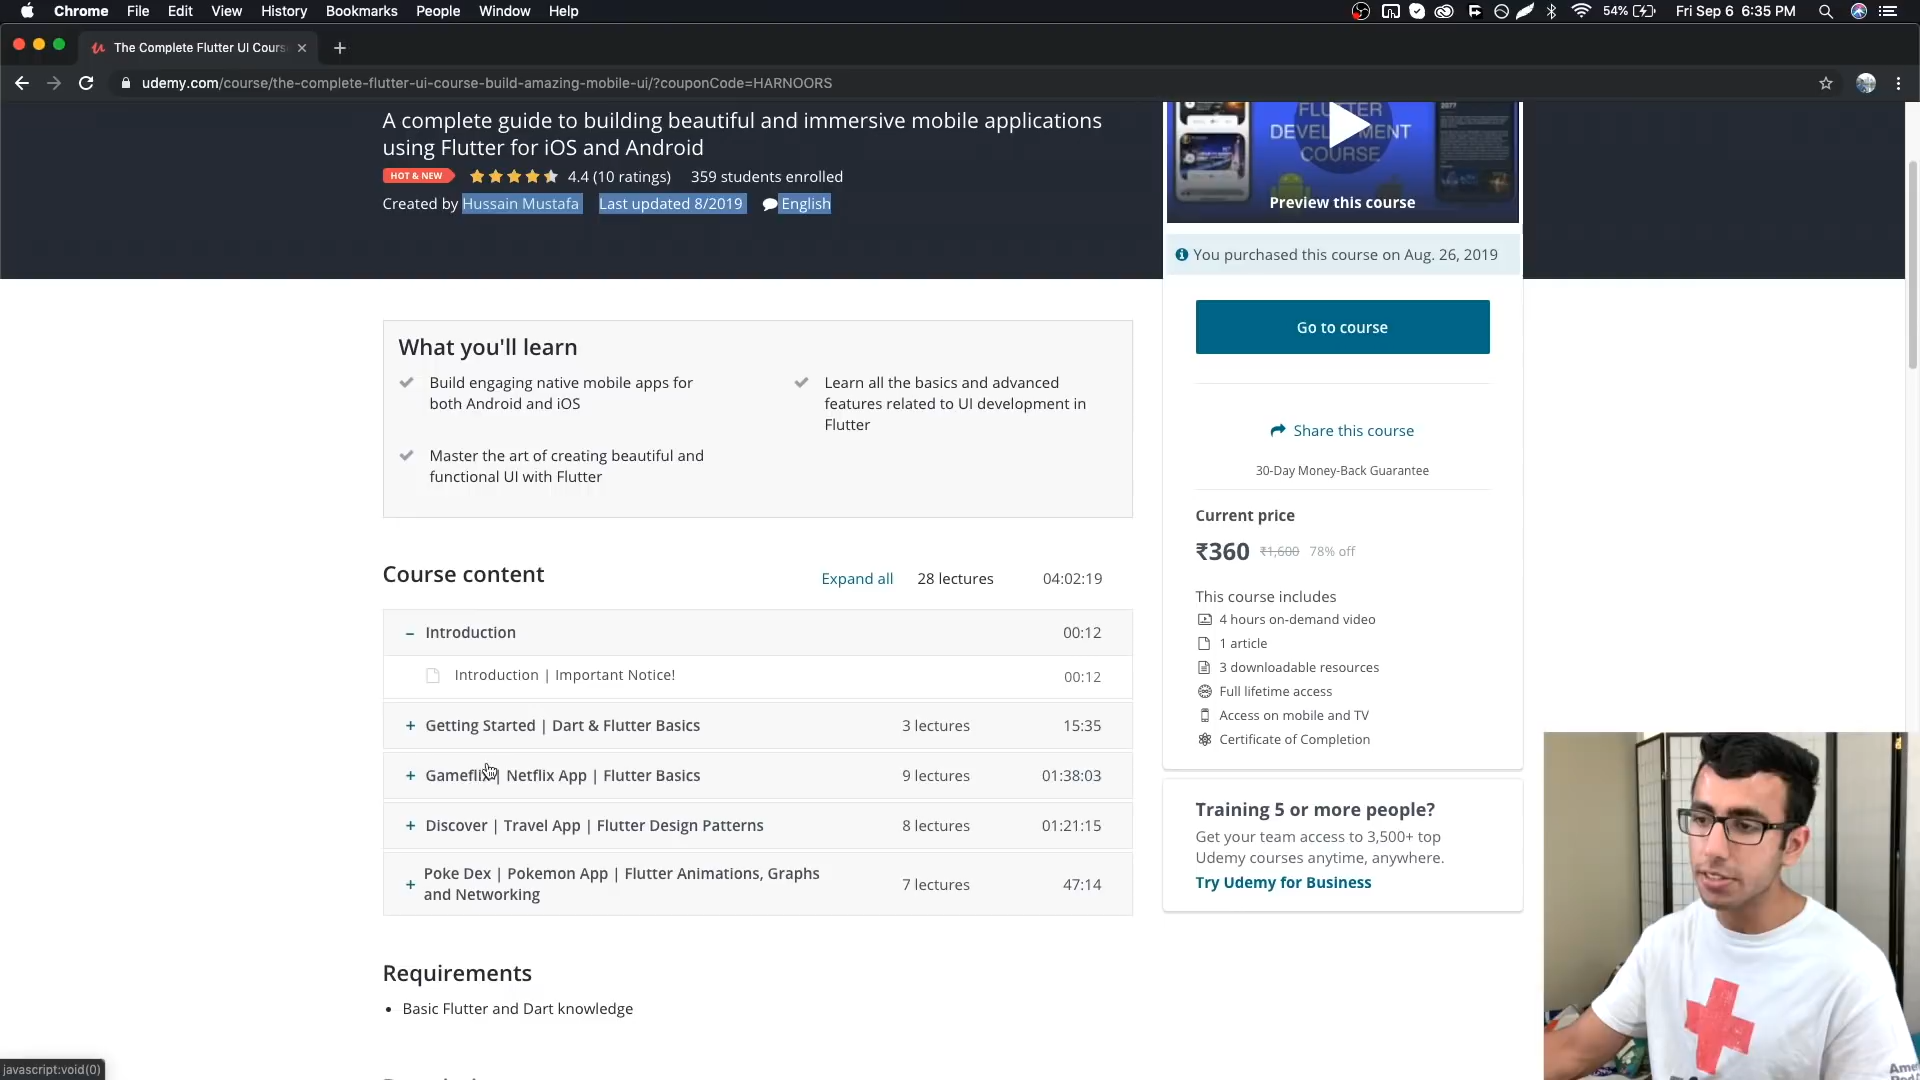 Chrome File Edit View History Bookmarks People Window Help 54% Fri Sep 6 6:35 PM
The Complete Flutter UI Cours
udemy.com/course/the-complete-flutter-ui-course-build-amazing-mobile-ui/?couponCode=HARNOORS
A complete guide to building beautiful and immersive mobile applications
using Flutter for iOS and Android
HOT & NEW 4.4 (10 ratings) 359 students enrolled
Created by Hussain Mustafa Last updated 8/2019 English
FLUTTER
DEVELOPMENT
COURSE
Preview this course
You purchased this course on Aug. 26, 2019
Go to course
Share this course
30-Day Money-Back Guarantee
Current price
₹360 ₹1,600 78% off
This course includes
4 hours on-demand video
1 article
3 downloadable resources
Full lifetime access
Access on mobile and TV
Certificate of Completion
Training 5 or more people?
Get your team access to 3,500+ top
Udemy courses anytime, anywhere.
Try Udemy for Business
What you'll learn
Build engaging native mobile apps for
both Android and iOS
Learn all the basics and advanced
features related to UI development in
Flutter
Master the art of creating beautiful and
functional UI with Flutter
Course content Expand all 28 lectures 04:02:19
– Introduction 00:12
Introduction | Important Notice! 00:12
+ Getting Started | Dart & Flutter Basics 3 lectures 15:35
+ Gameflix | Netflix App | Flutter Basics 9 lectures 01:38:03
+ Discover | Travel App | Flutter Design Patterns 8 lectures 01:21:15
+ Poke Dex | Pokemon App | Flutter Animations, Graphs
and Networking 7 lectures 47:14
Requirements
• Basic Flutter and Dart knowledge
javascript:void(0)